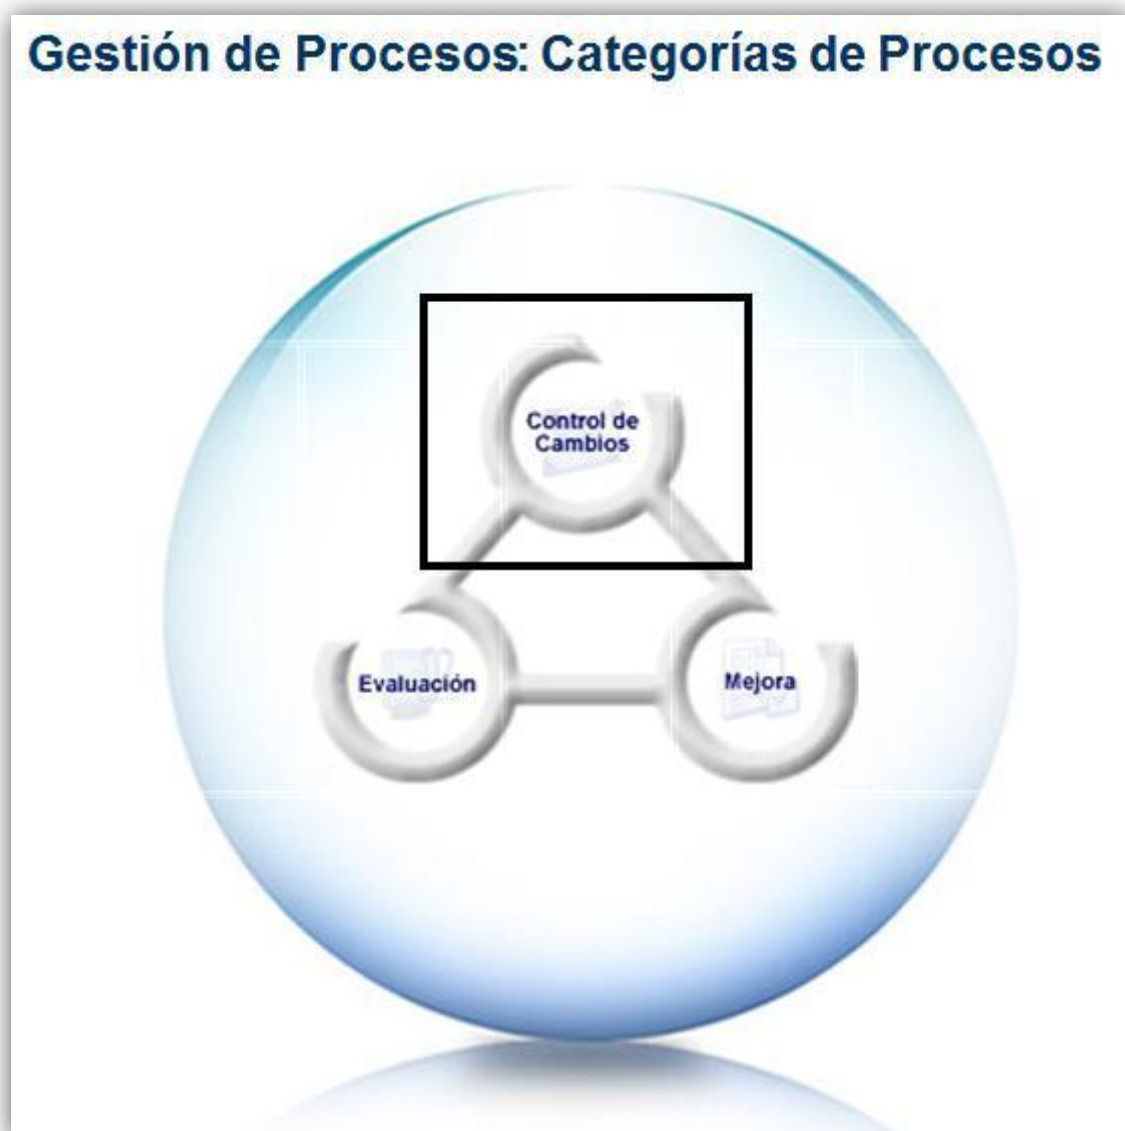 Gestión de Procesos: Categorías de Procesos
Control de
Cambios
Evaluación
Mejora